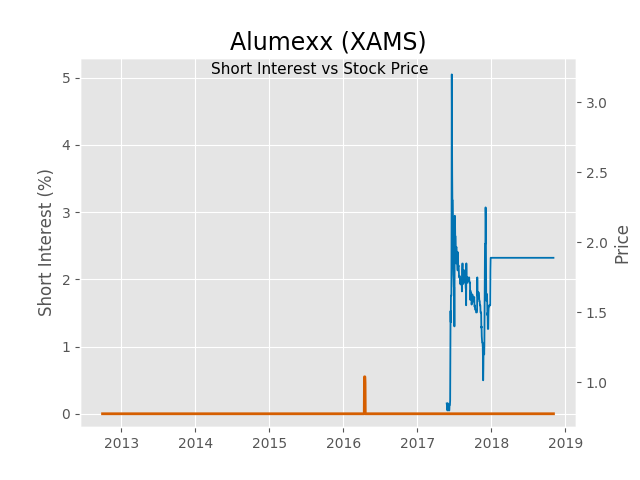 Alumexx (XAMS)
Short Interest vs Stock Price
5
4
3
2
1
0
Short Interest (%)
3.0
2.5
2.0
1.5
1.0
Price
2013 2014 2015 2016 2017 2018 2019